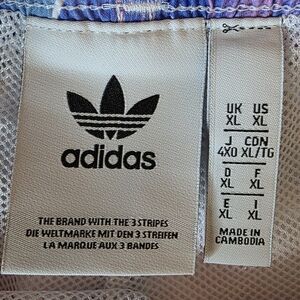 adidas
THE BRAND WITH THE 3 STRIPES
DIE WELTMARKE MIT DEN 3 STREIFEN
LA MARQUE AUX 3 BANDES
UK US
XL XL
J CDN
4XO XL/TG
D F
XL XL
E I
XL XL
MADE IN
CAMBODIA